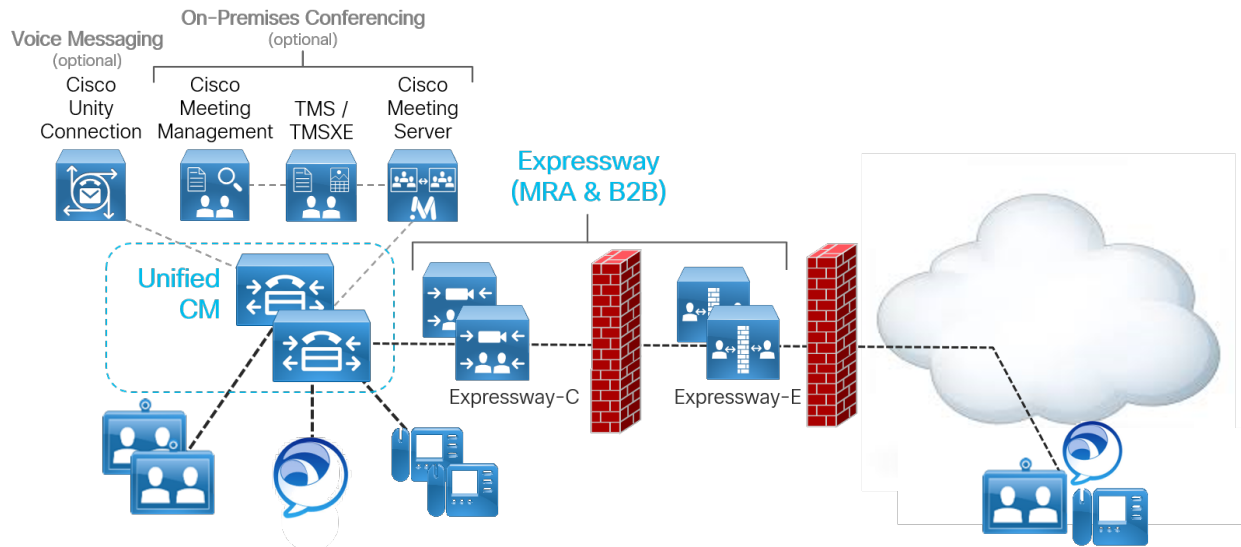 On-Premises Conferencing
(optional)
Voice Messaging
(optional)
Cisco
Unity
Connection
Cisco
Meeting
Management
TMS /
TMSXE
Cisco
Meeting
Server
Expressway
(MRA & B2B)
Unified
CM
Expressway-C
Expressway-E